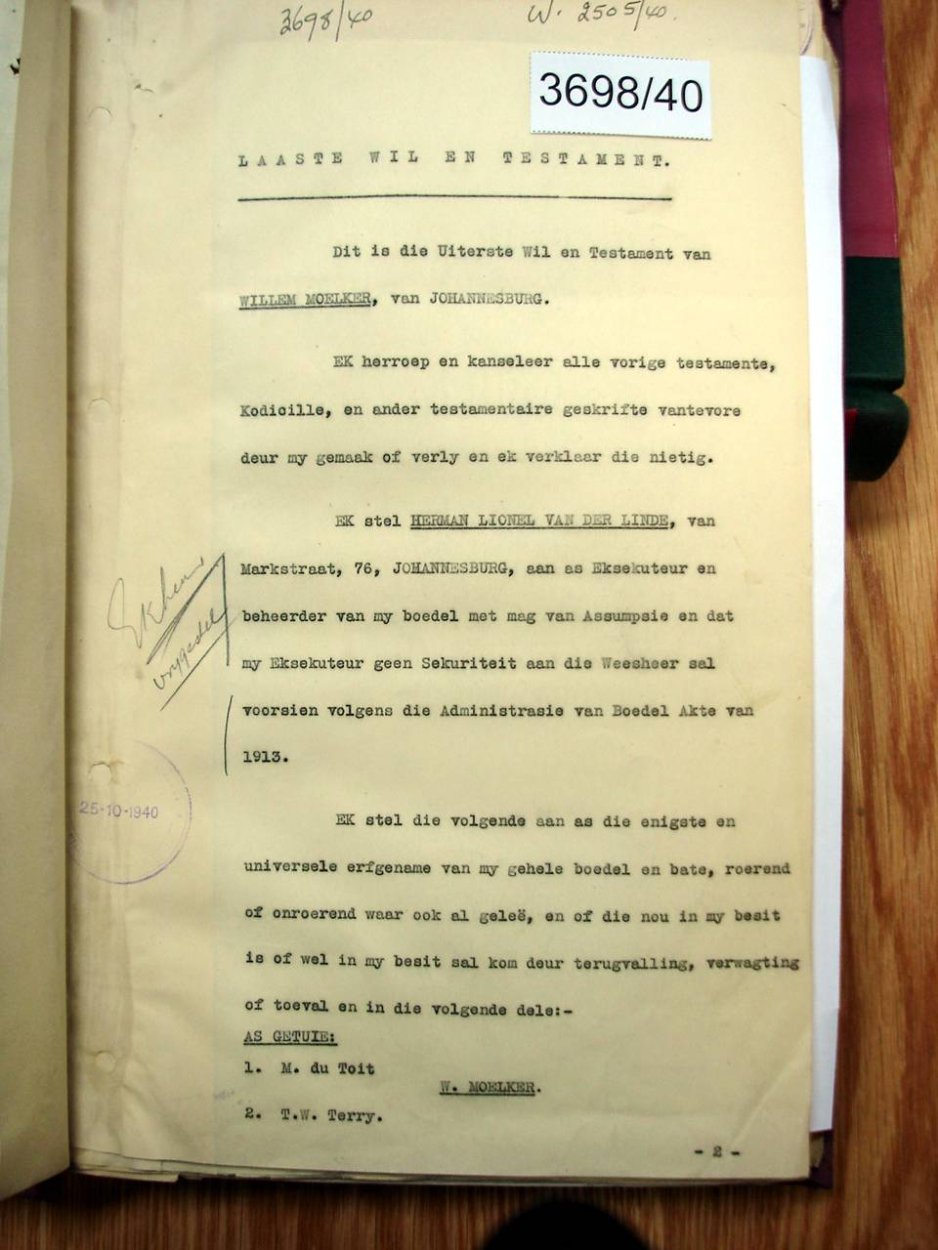 3698/40 W. 2505/40.
3698/40
LAASTE WIL EN TESTAMENT.
Dit is die Uiterste Wil en Testament van
WILLEM MOELKER, van JOHANNESBURG.
EK herroep en kanseleer alle vorige testamente,
Kodicille, en ander testamentaire geskrifte vantevore
deur my gemaak of verly en ek verklaar die nietig.
EK stel HERMAN LIONEL VAN DER LINDE, van
Markstraat, 76, JOHANNESBURG, aan as Eksekuteur en
beheerder van my boedel met mag van Assumpsie en dat
my Eksekuteur geen Sekuriteit aan die Weesheer sal
voorsien volgens die Administrasie van Boedel Akte van
1913.
vrygestel
25-10-1940
EK stel die volgende aan as die enigste en
universele erfgename van my gehele boedel en bate, roerend
of onroerend waar ook al geleë, en of die nou in my besit
is of wel in my besit sal kom deur terugvalling, verwagting
of toeval en in die volgende dele:-
AS GETUIE:
1. M. du Toit
W. MOELKER.
2. T.W. Terry.
- 2 -